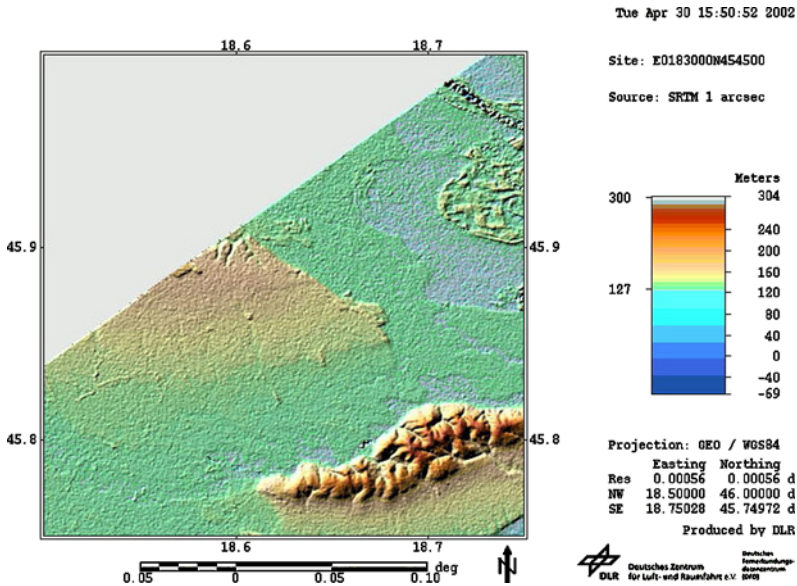 Tue Apr 30 15:50:52 2002
18.6 18.7
Site: E0183000N454500
Source: SRTM 1 arcsec
Meters
300 304
240
45.9 45.9
200
160
127 120
80
40
0
-40
-69
45.8 45.8
Projection: GEO / WGS84
Easting Northing
Res 0.00056 0.00056 d
NW 18.50000 46.00000 d
SE 18.75028 45.74972 d
Produced by DLR
18.6 18.7
0.05 0 0.05 0.10 deg
N
DLR
Deutsches Zentrum
für Luft- und Raumfahrt e.V.
Deutsches
Fernerkundungs-
datenzentrum
(DFD)